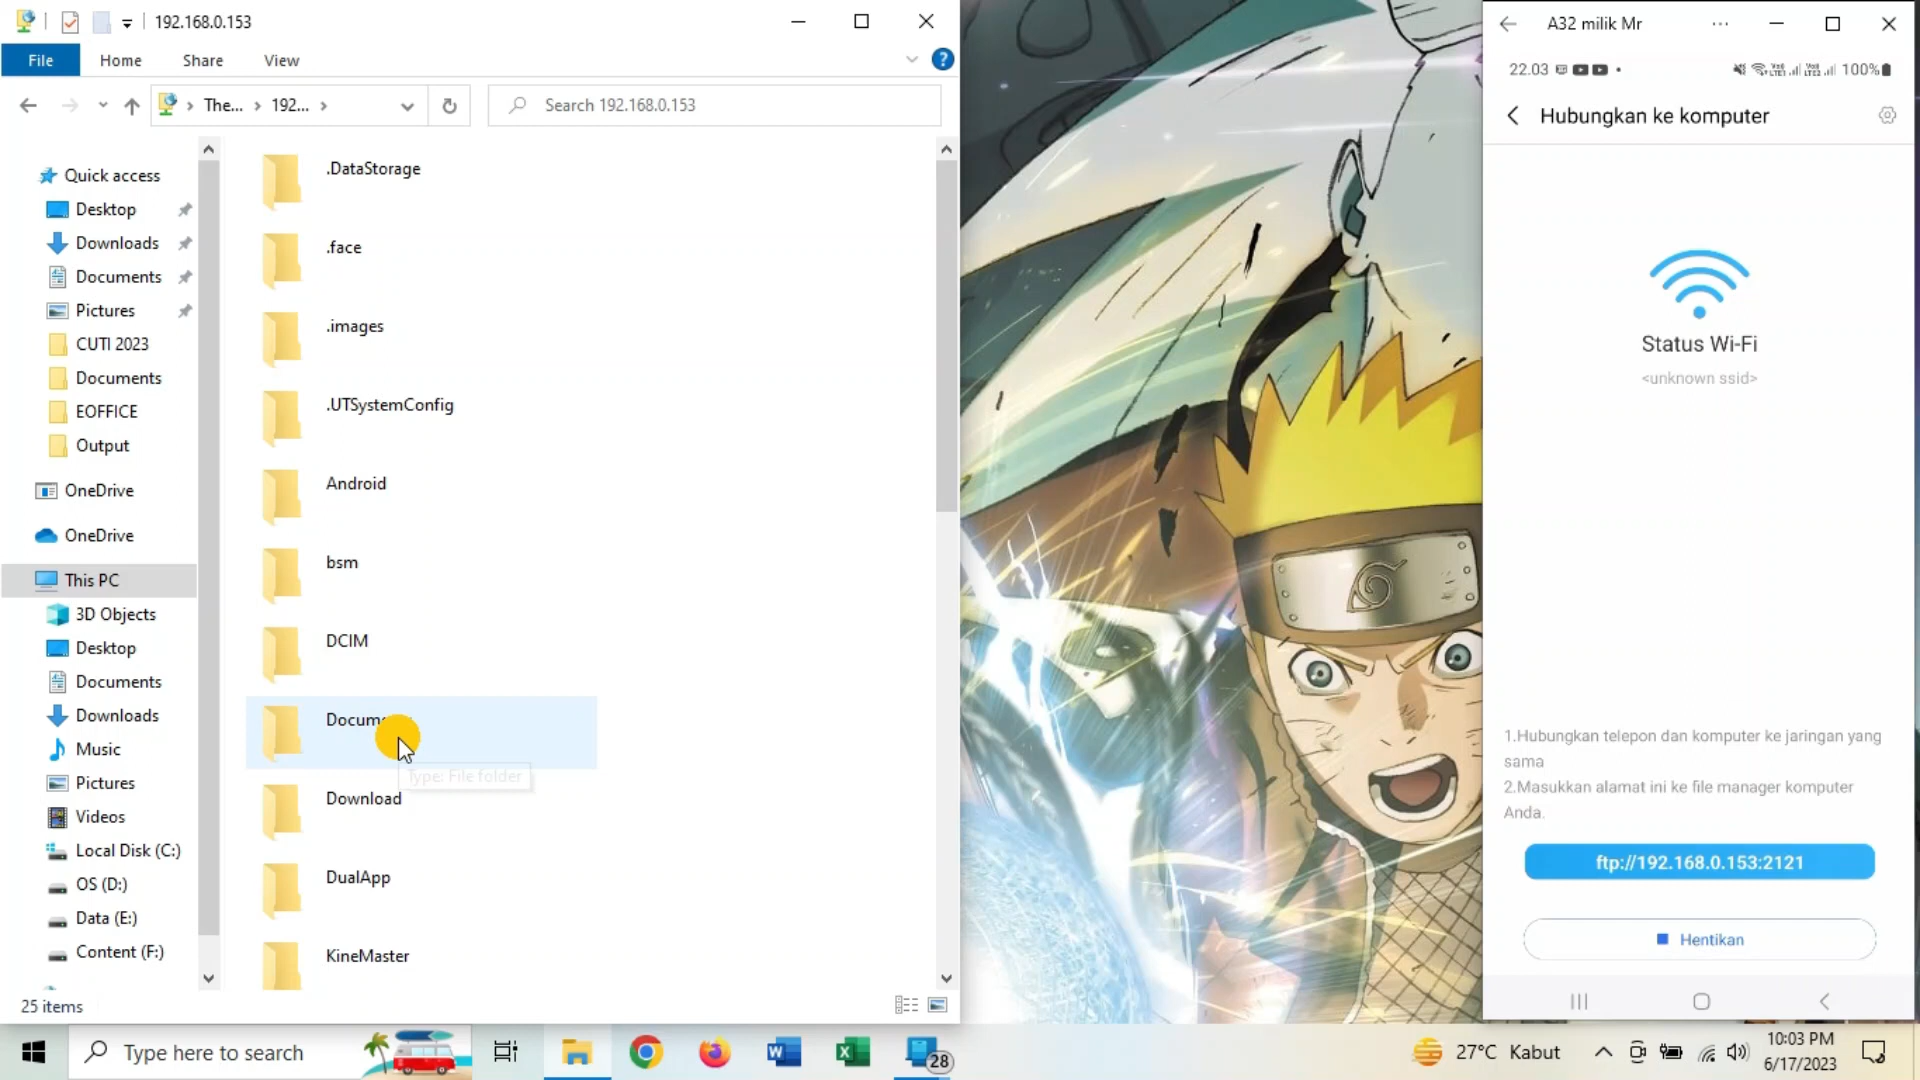 192.168.0.153
File
Home
Share
View
The...
192...
Search 192.168.0.153
Quick access
Desktop
Downloads
Documents
Pictures
CUTI 2023
Documents
EOFFICE
Output
OneDrive
OneDrive
This PC
3D Objects
Desktop
Documents
Downloads
Music
Pictures
Videos
Local Disk (C:)
OS (D:)
Data (E:)
Content (F:)
.DataStorage
.face
.images
.UTSystemConfig
Android
bsm
DCIM
Type: File folder
Download
DualApp
KineMaster
25 items
A32 milik Mr
22.03
100%
Hubungkan ke komputer
Status Wi-Fi
<unknown ssid>
1.Hubungkan telepon dan komputer ke jaringan yang
sama
2.Masukkan alamat ini ke file manager komputer
Anda.
ftp://192.168.0.153:2121
Hentikan
Type here to search
28
27°C Kabut
10:03 PM
6/17/2023